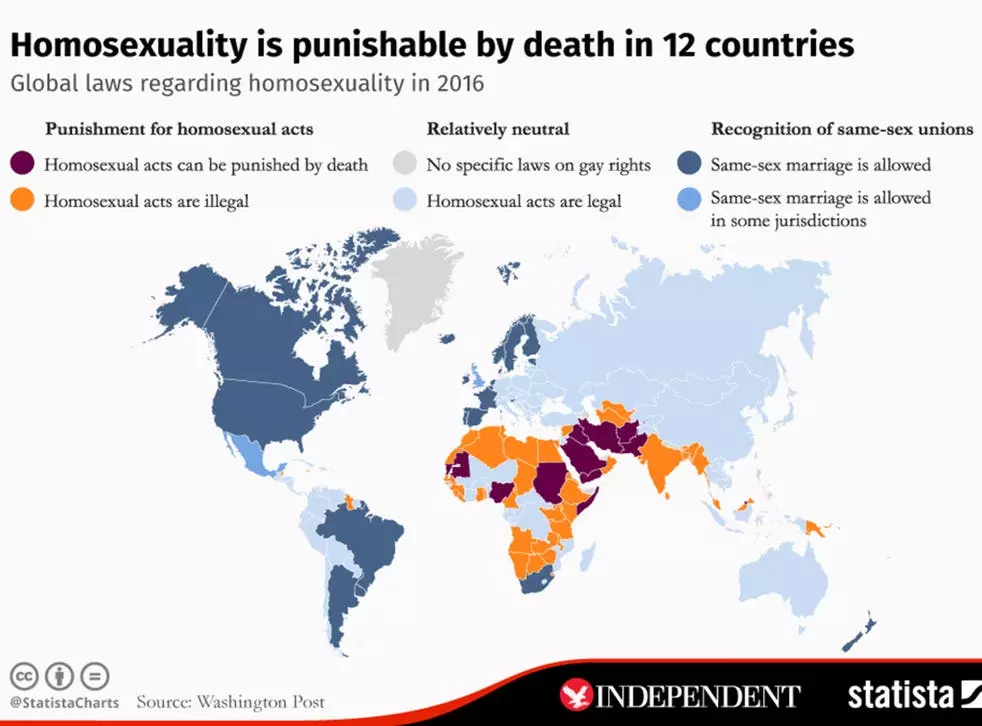 Homosexuality is punishable by death in 12 countries
Global laws regarding homosexuality in 2016
Punishment for homosexual acts
Homosexual acts can be punished by death
Homosexual acts are illegal
Relatively neutral
No specific laws on gay rights
Homosexual acts are legal
Recognition of same-sex unions
Same-sex marriage is allowed
Same-sex marriage is allowed
in some jurisdictions
cc
@StatistaCharts
Source: Washington Post
INDEPENDENT
statista